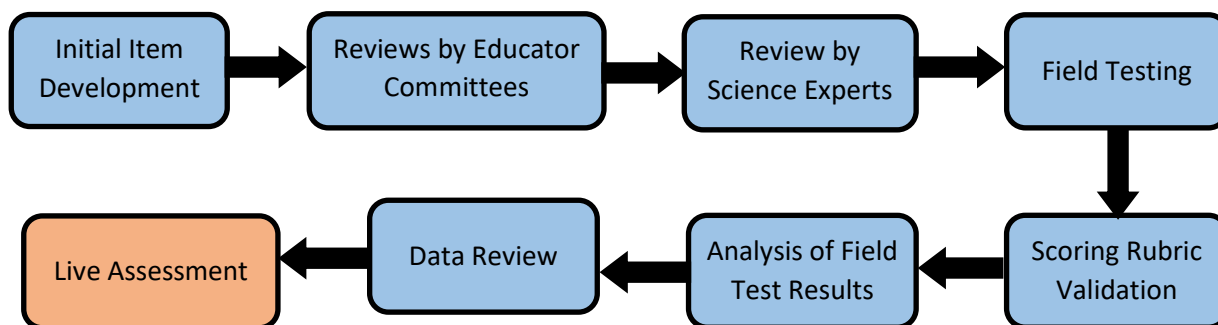 Initial Item
Development
Reviews by Educator
Committees
Review by
Science Experts
Field Testing
Scoring Rubric
Validation
Analysis of Field
Test Results
Data Review
Live Assessment